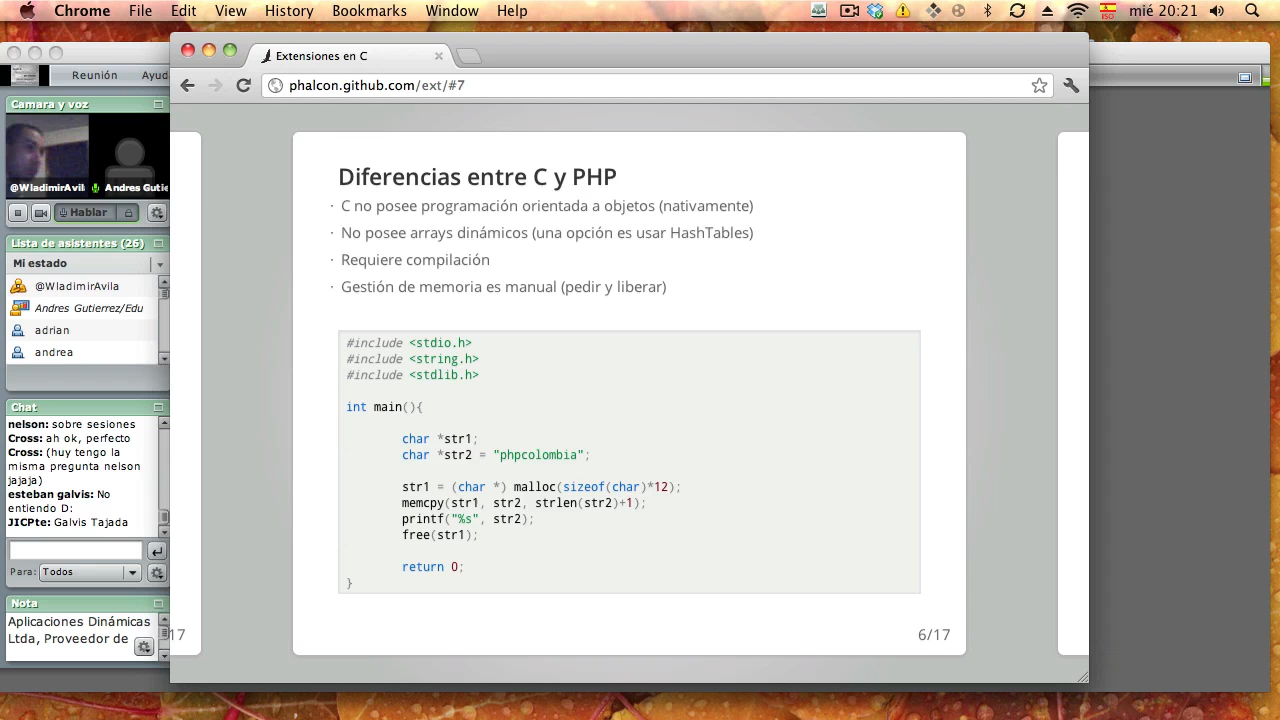 Chrome File Edit View History Bookmarks Window Help
ISO mié 20:21
Extensiones en C
Reunión Ayud
phalcon.github.com/ext/#7
Camara y voz
@WladimirAvila Andres Gutie
Hablar
Lista de asistentes (26)
Mi estado
@WladimirAvila
Andres Gutierrez/Edu
adrian
andrea
Chat
nelson: sobre sesiones
Cross: ah ok, perfecto
Cross: (huy tengo la
misma pregunta nelson
jajaja)
esteban galvis: No
entiendo D:
JICPte: Galvis Tajada
Para: Todos
Nota
Aplicaciones Dinámicas
Ltda, Proveedor de
17
Diferencias entre C y PHP
· C no posee programación orientada a objetos (nativamente)
· No posee arrays dinámicos (una opción es usar HashTables)
· Requiere compilación
· Gestión de memoria es manual (pedir y liberar)
#include <stdio.h>
#include <string.h>
#include <stdlib.h>
int main(){
char *str1;
char *str2 = "phpcolombia";
str1 = (char *) malloc(sizeof(char)*12);
memcpy(str1, str2, strlen(str2)+1);
printf("%s", str2);
free(str1);
return 0;
}
6/17